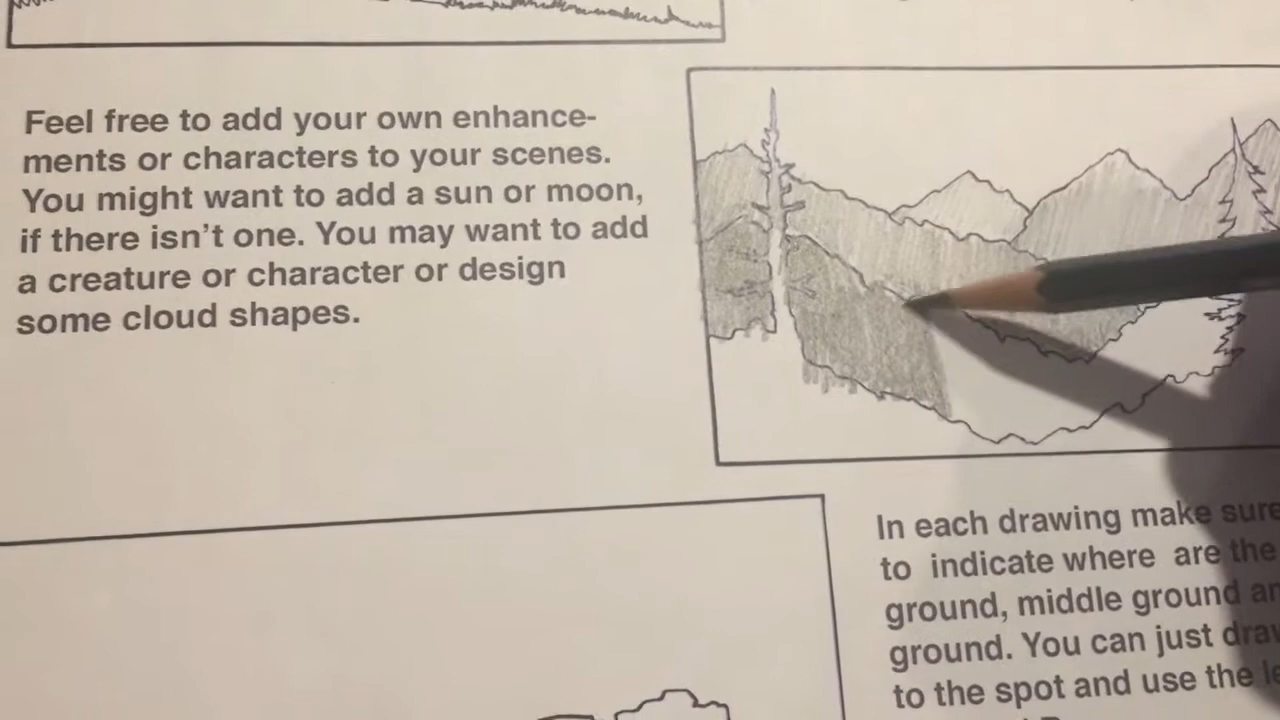 Feel free to add your own enhance-
ments or characters to your scenes.
You might want to add a sun or moon,
if there isn't one. You may want to add
a creature or character or design
some cloud shapes.
In each drawing make sure
to indicate where are the
ground, middle ground
ground. You can just
to the spot and use the